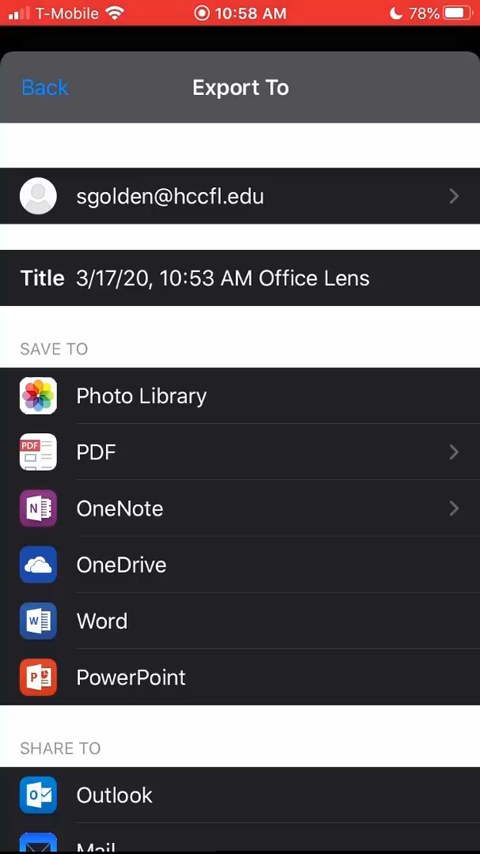 T-Mobile 10:58 AM 78%
Back Export To
sgolden@hccfl.edu
Title 3/17/20, 10:53 AM Office Lens
SAVE TO
Photo Library
PDF PDF
N OneNote
OneDrive
W Word
P PowerPoint
SHARE TO
O Outlook
Mail